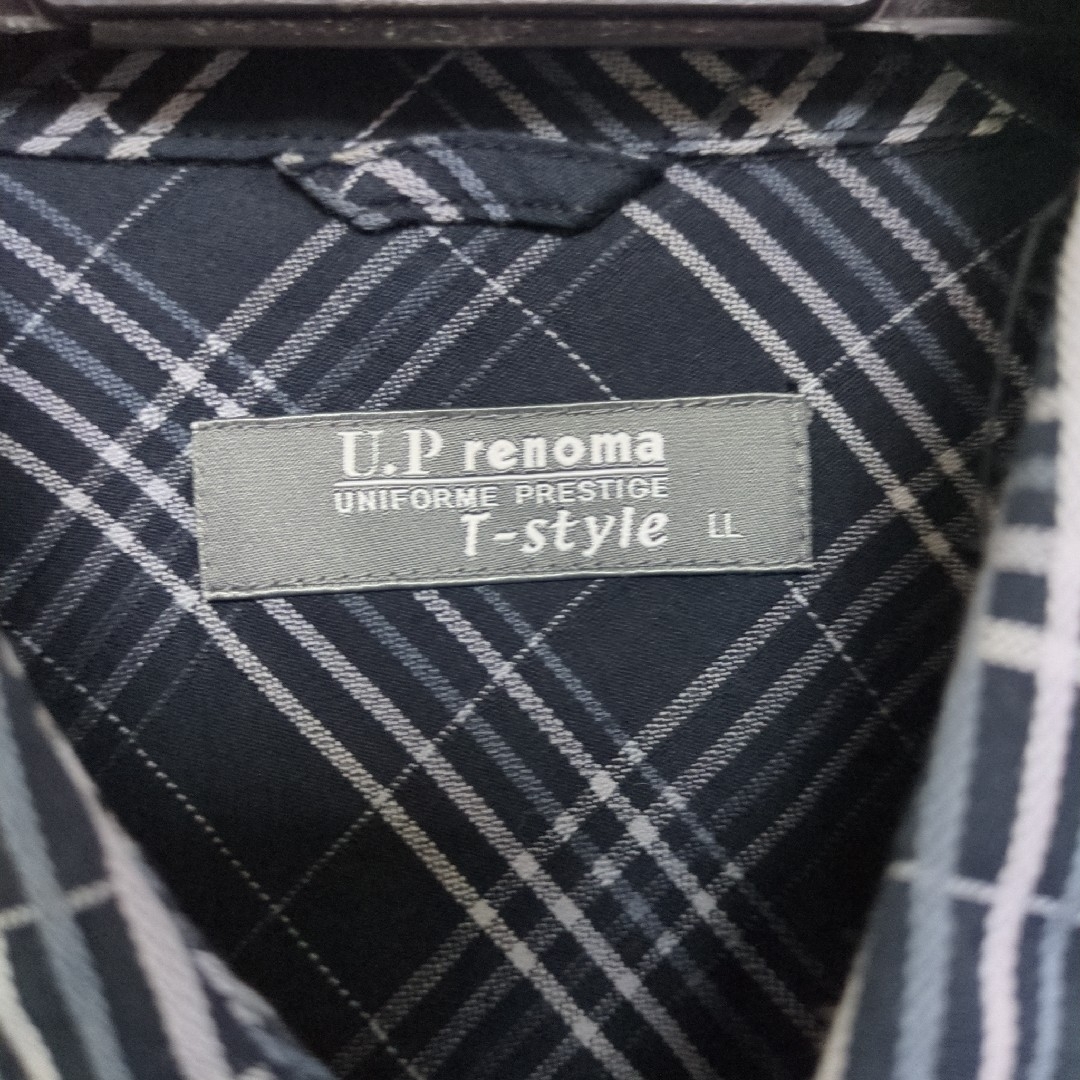 U.P renoma
UNIFORME PRESTIGE
T-style LL